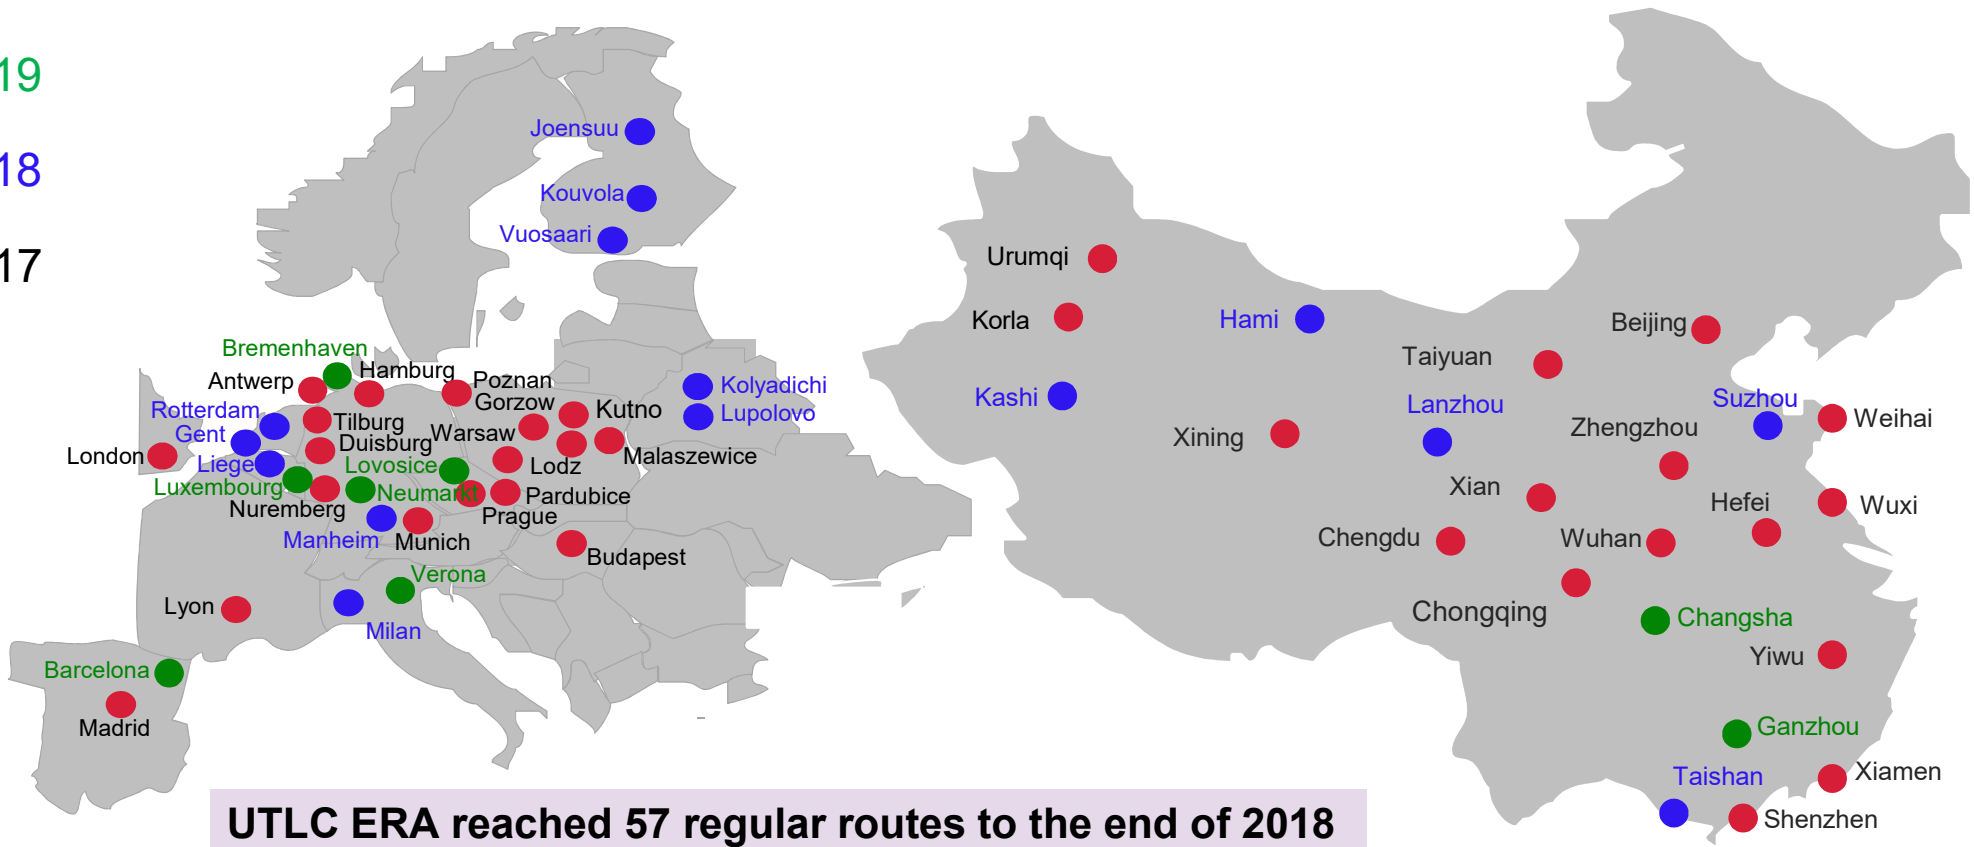 19
18
17
Joensuu
Kouvola
Vuosaari
Bremenhaven
Hamburg
Antwerp
Poznan
Gorzow
Rotterdam
Tilburg
Kutno
Gent
Duisburg
Warsaw
London
Liege
Lovosice
Lodz
Malaszewice
Luxembourg
Neumarkt
Pardubice
Nuremberg
Prague
Manheim
Munich
Budapest
Verona
Lyon
Milan
Barcelona
Madrid
Kolyadichi
Lupolovo
Urumqi
Korla
Hami
Kashi
Beijing
Taiyuan
Lanzhou
Suzhou
Weihai
Xining
Zhengzhou
Xian
Hefei
Wuxi
Chengdu
Wuhan
Chongqing
Changsha
Yiwu
Ganzhou
Taishan
Xiamen
Shenzhen
UTLC ERA reached 57 regular routes to the end of 2018